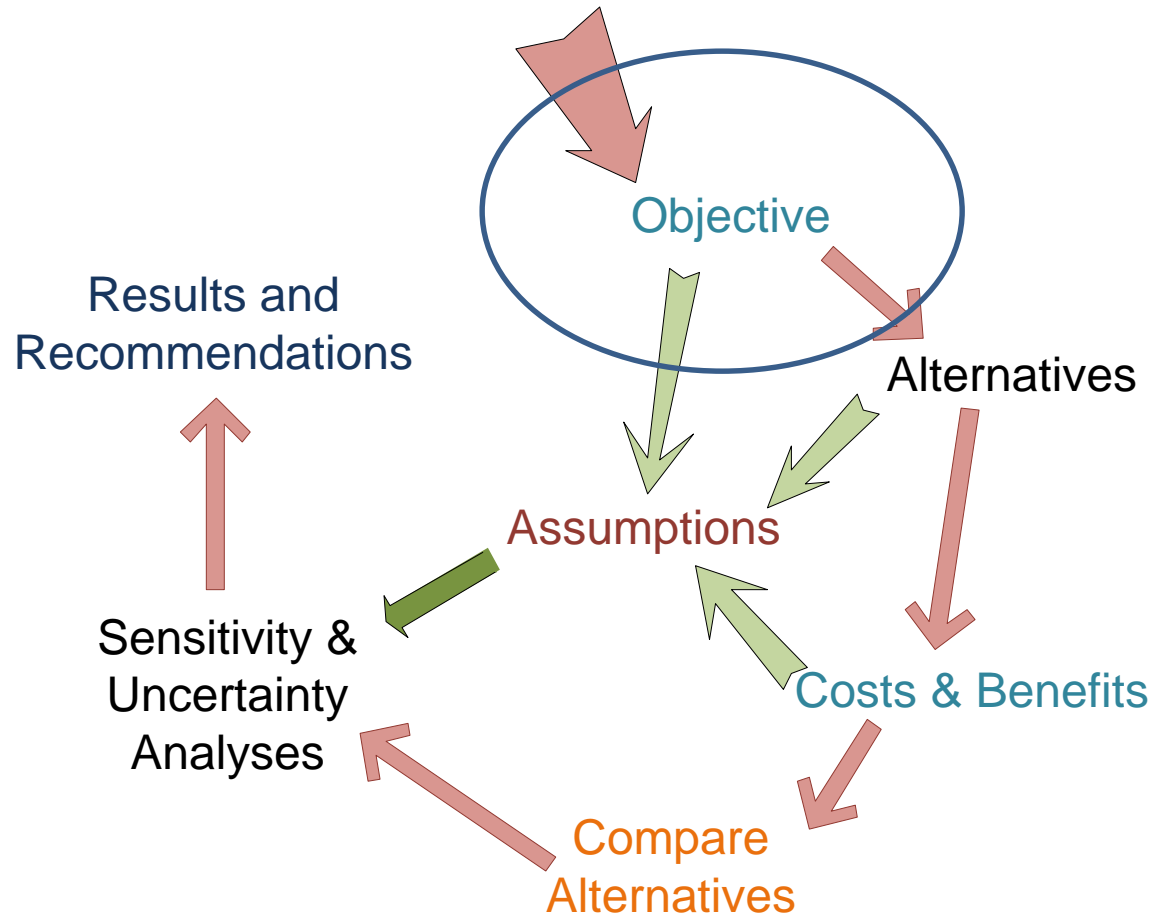 Objective
Results and
Recommendations
Alternatives
Assumptions
Sensitivity &
Uncertainty
Analyses
Costs & Benefits
Compare
Alternatives